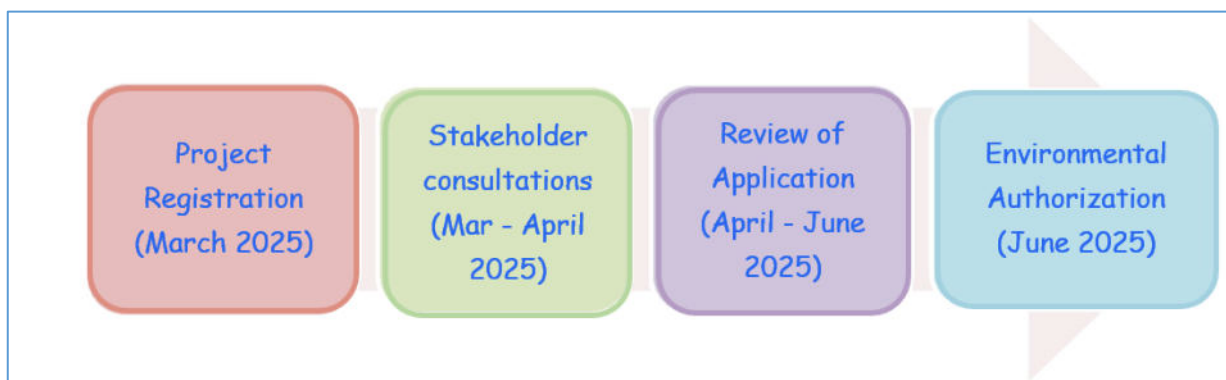 Project
Registration
(March 2025)
Stakeholder
consultations
(Mar - April
2025)
Review of
Application
(April - June
2025)
Environmental
Authorization
(June 2025)